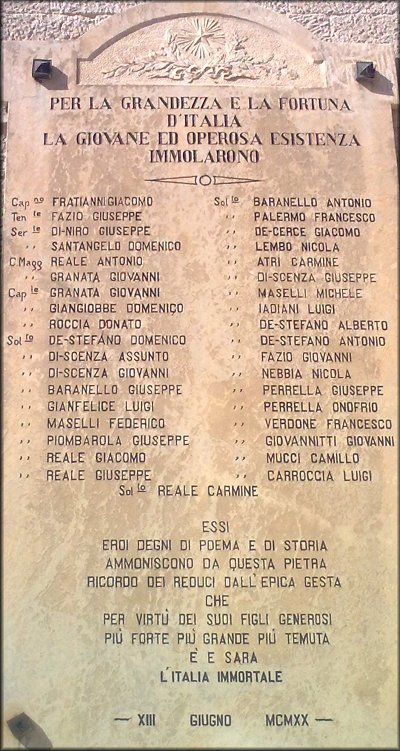 PER LA GRANDEZZA E LA FORTUNA
D'ITALIA
LA GIOVANE ED OPEROSA ESISTENZA
IMMOLARONO
Cap no FRATIANNI GIACOMO
Ten le FAZIO GIUSEPPE
Ser le DI-NIRO GIUSEPPE
,, SANTANGELO DOMENICO
C.Magg REALE ANTONIO
,, GRANATA GIOVANNI
Cap le GRANATA GIOVANNI
,, GIANGIOBBE DOMENICO
,, ROCCIA DONATO
Sol to DE-STEFANO DOMENICO
,, DI-SCENZA ASSUNTO
,, DI-SCENZA GIOVANNI
,, BARANELLO GIUSEPPE
,, GIANFELICE LUIGI
,, MASELLI FEDERICO
,, PIOMBAROLA GIUSEPPE
,, REALE GIACOMO
,, REALE GIUSEPPE
Sol to BARANELLO ANTONIO
,, PALERMO FRANCESCO
,, DE-CERCE GIACOMO
,, LEMBO NICOLA
,, ATRI CARMINE
,, DI-SCENZA GIUSEPPE
,, MASELLI MICHELE
,, IADIANI LUIGI
,, DE-STEFANO ALBERTO
,, DE-STEFANO ANTONIO
,, FAZIO GIOVANNI
,, NEBBIA NICOLA
,, PERRELLA GIUSEPPE
,, PERRELLA ONOFRIO
,, VERDONE FRANCESCO
,, GIOVANNITTI GIOVANNI
,, MUCCI CAMILLO
,, CARROCCIA LUIGI
Sol to REALE CARMINE
ESSI
EROI DEGNI DI POEMA E DI STORIA
AMMONISCONO DA QUESTA PIETRA
RICORDO DEI REDUCI DALL'EPICA GESTA
CHE
PER VIRTÙ DEI SUOI FIGLI GENEROSI
PIÙ FORTE PIÙ GRANDE PIÙ TEMUTA
È E SARA
L'ITALIA IMMORTALE
— XIII GIUGNO MCMXX —